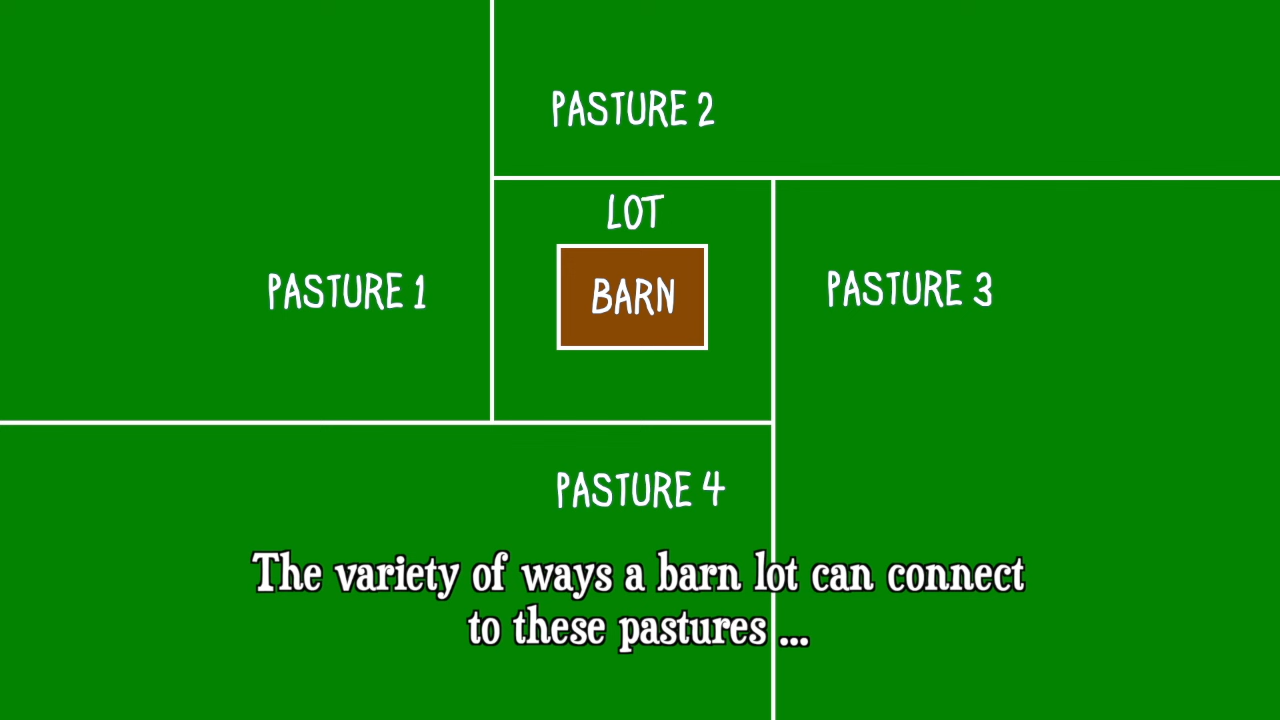 PASTURE 2
LOT
BARN
PASTURE 1
PASTURE 3
PASTURE 4
The variety of ways a barn lot can connect
to these pastures ...